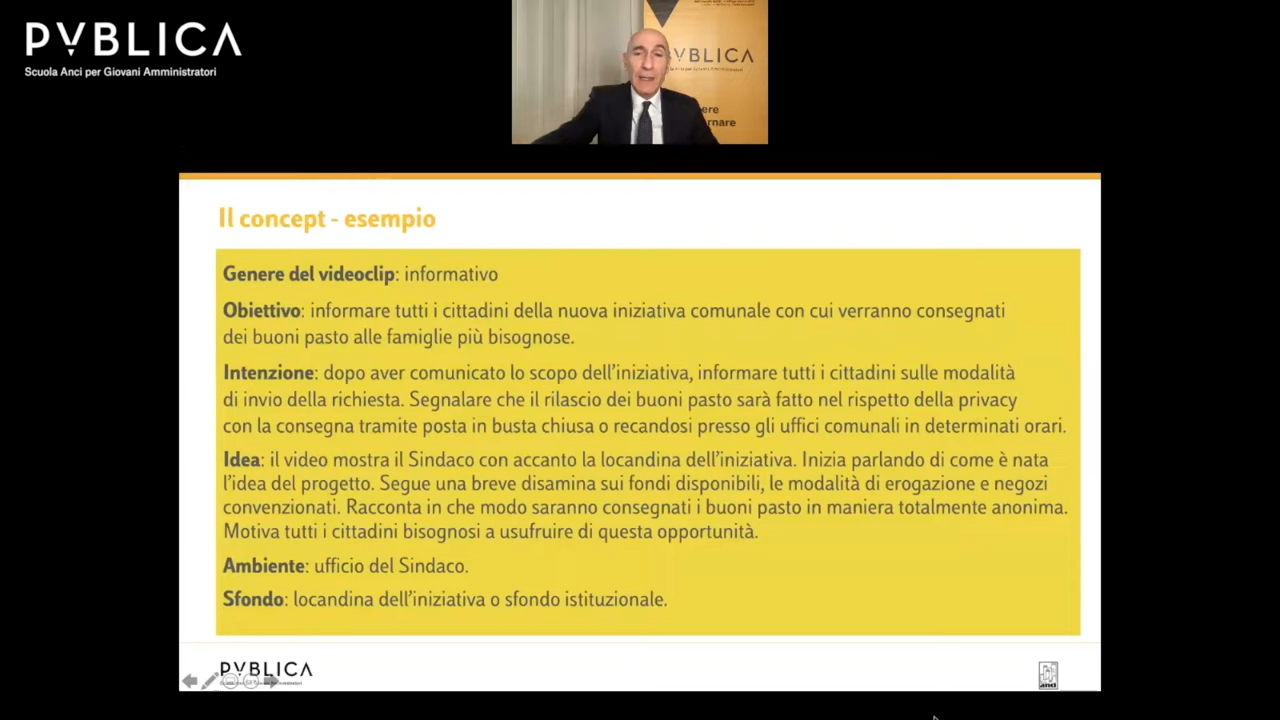 PVBLICA
Scuola Anci per Giovani Amministratori
PVBLICA
ere
rnare
Il concept - esempio
Genere del videoclip: informativo
Obiettivo: informare tutti i cittadini della nuova iniziativa comunale con cui verranno consegnati
dei buoni pasto alle famiglie più bisognose.
Intenzione: dopo aver comunicato lo scopo dell'iniziativa, informare tutti i cittadini sulle modalità
di invio della richiesta. Segnalare che il rilascio dei buoni pasto sarà fatto nel rispetto della privacy
con la consegna tramite posta in busta chiusa o recandosi presso gli uffici comunali in determinati orari.
Idea: il video mostra il Sindaco con accanto la locandina dell'iniziativa. Inizia parlando di come è nata
l'idea del progetto. Segue una breve disamina sui fondi disponibili, le modalità di erogazione e negozi
convenzionati. Racconta in che modo saranno consegnati i buoni pasto in maniera totalmente anonima.
Motiva tutti i cittadini bisognosi a usufruire di questa opportunità.
Ambiente: ufficio del Sindaco.
Sfondo: locandina dell'iniziativa o sfondo istituzionale.
PVBLICA
anci